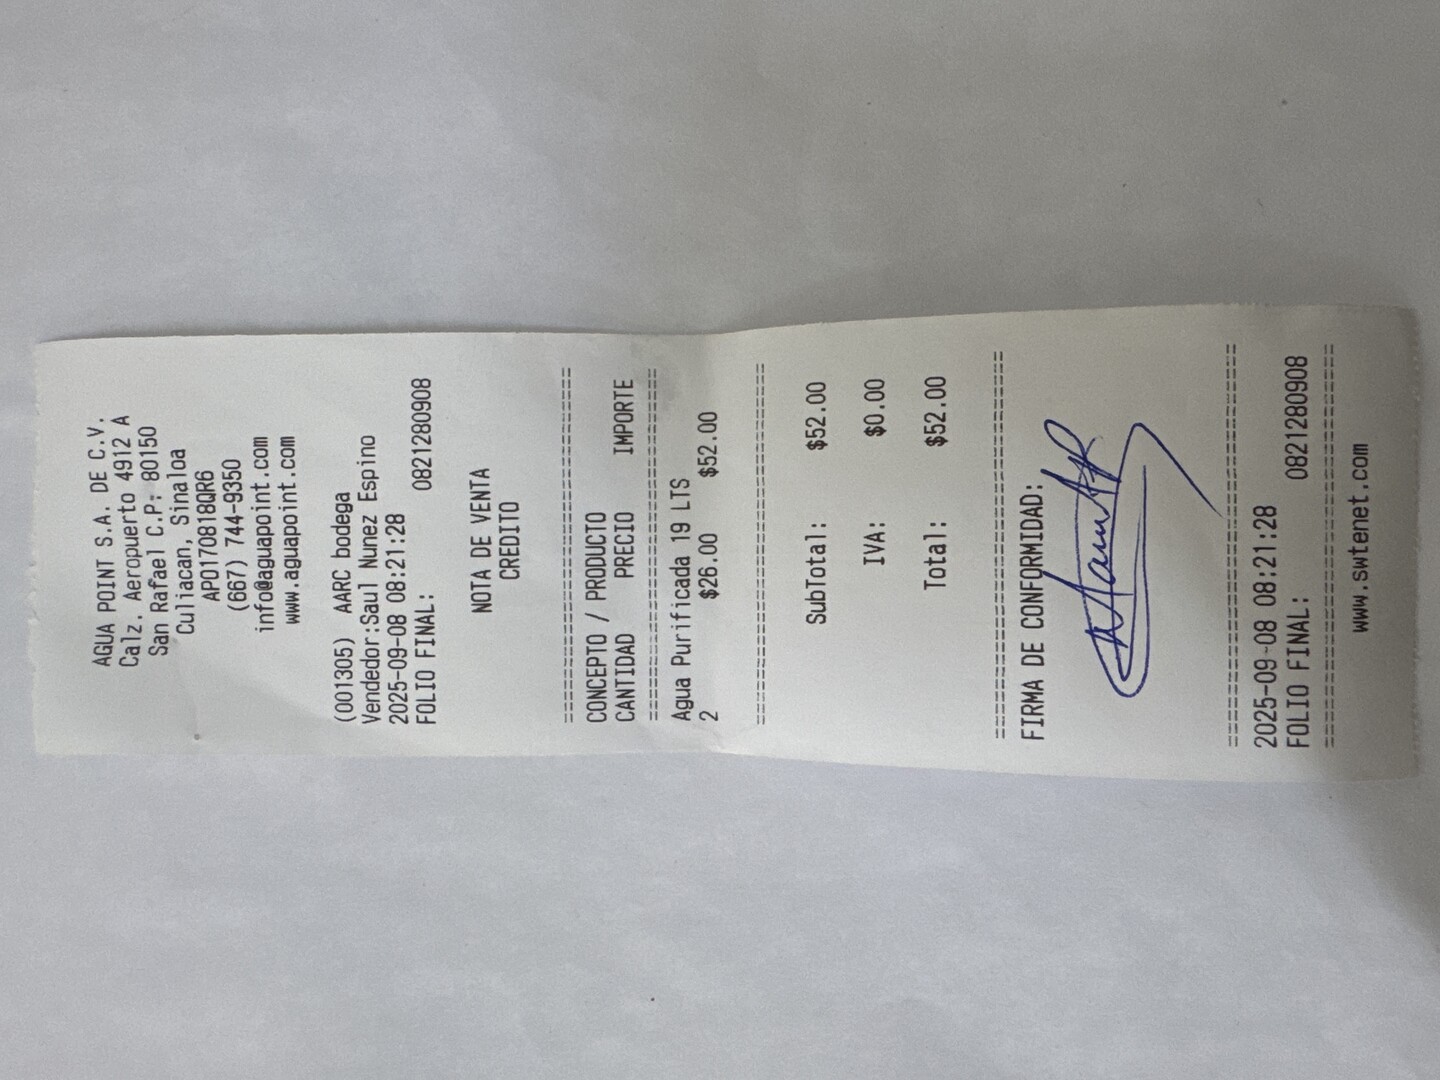 AGUA POINT S.A. DE C.V.
Calz. Aeropuerto 4912 A
San Rafael C.P: 80150
Culiacan, Sinaloa
APO170818QR6
(667) 744-9350
info@aguapoint.com
www.aguapoint.com
(001305) AARC bodega
Vendedor:Saul Nunez Espino
2025-09-08 08:21:28
FOLIO FINAL: 0821280908
NOTA DE VENTA
CREDITO
CONCEPTO / PRODUCTO
CANTIDAD PRECIO IMPORTE
Agua Purificada 19 LTS
2 $26.00 $52.00
SubTotal: $52.00
IVA: $0.00
Total: $52.00
FIRMA DE CONFORMIDAD:
2025-09-08 08:21:28
FOLIO FINAL: 0821280908
www.swtenet.com